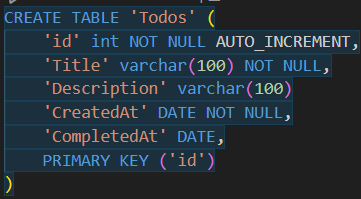 CREATE TABLE 'Todos' (
'id' int NOT NULL AUTO_INCREMENT,
'Title' varchar(100) NOT NULL,
'Description' varchar(100)
'CreatedAt' DATE NOT NULL,
'CompletedAt' DATE,
PRIMARY KEY ('id')
)